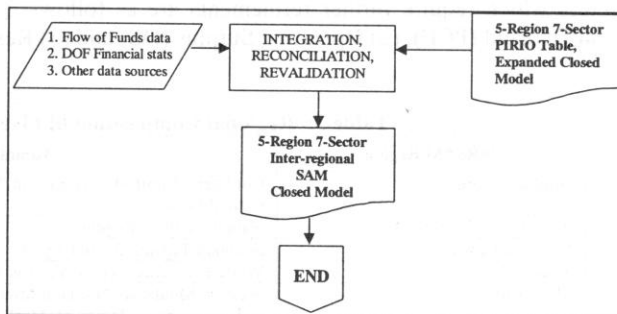 1. Flow of Funds data
2. DOF Financial stats
3. Other data sources
INTEGRATION,
RECONCILIATION,
REVALIDATION
5-Region 7-Sector
PIRIO Table,
Expanded Closed
Model
5-Region 7-Sector
Inter-regional
SAM
Closed Model
END